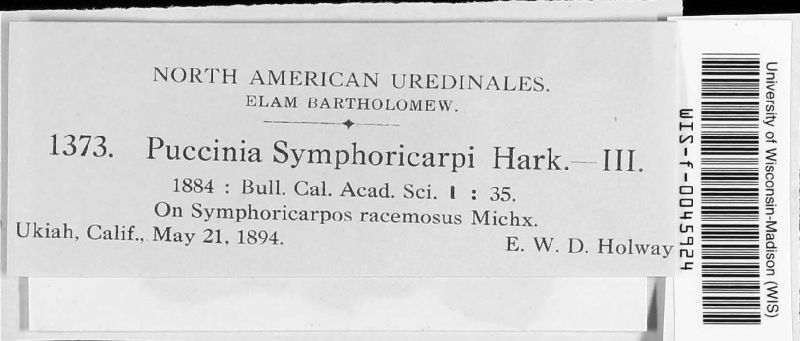 NORTH AMERICAN UREDINALES.
ELAM BARTHOLOMEW.
1373. Puccinia Symphoricarpi Hark.—III.
1884 : Bull. Cal. Acad. Sci. 1 : 35.
On Symphoricarpos racemosus Michx.
Ukiah, Calif., May 21, 1894. E. W. D. Holway
WIS-f-0045924
University of Wisconsin-Madison (WIS)